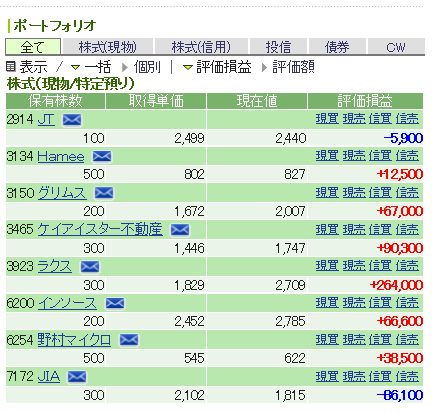 ポートフォリオ
全て 株式(現物) 株式(信用) 投信 債券 CW
表示 / 一括 個別 | 評価損益 評価額
株式(現物/特定預り)
保有株数 取得単価 現在値 評価損益
2914 JT 現買 現売 信買 信売
100 2,499 2,440 -5,900
3134 Hamee 現買 現売 信買 信売
500 802 827 +12,500
3150 グリムス 現買 現売 信買 信売
200 1,672 2,007 +67,000
3465 ケイアイスター不動産 現買 現売 信買 信売
300 1,446 1,747 +90,300
3923 ラクス 現買 現売 信買 信売
300 1,829 2,709 +264,000
6200 インソース 現買 現売 信買 信売
200 2,452 2,785 +66,600
6254 野村マイクロ 現買 現売 信買 信売
500 545 622 +38,500
7172 JIA 現買 現売 信買 信売
300 2,102 1,815 -86,100